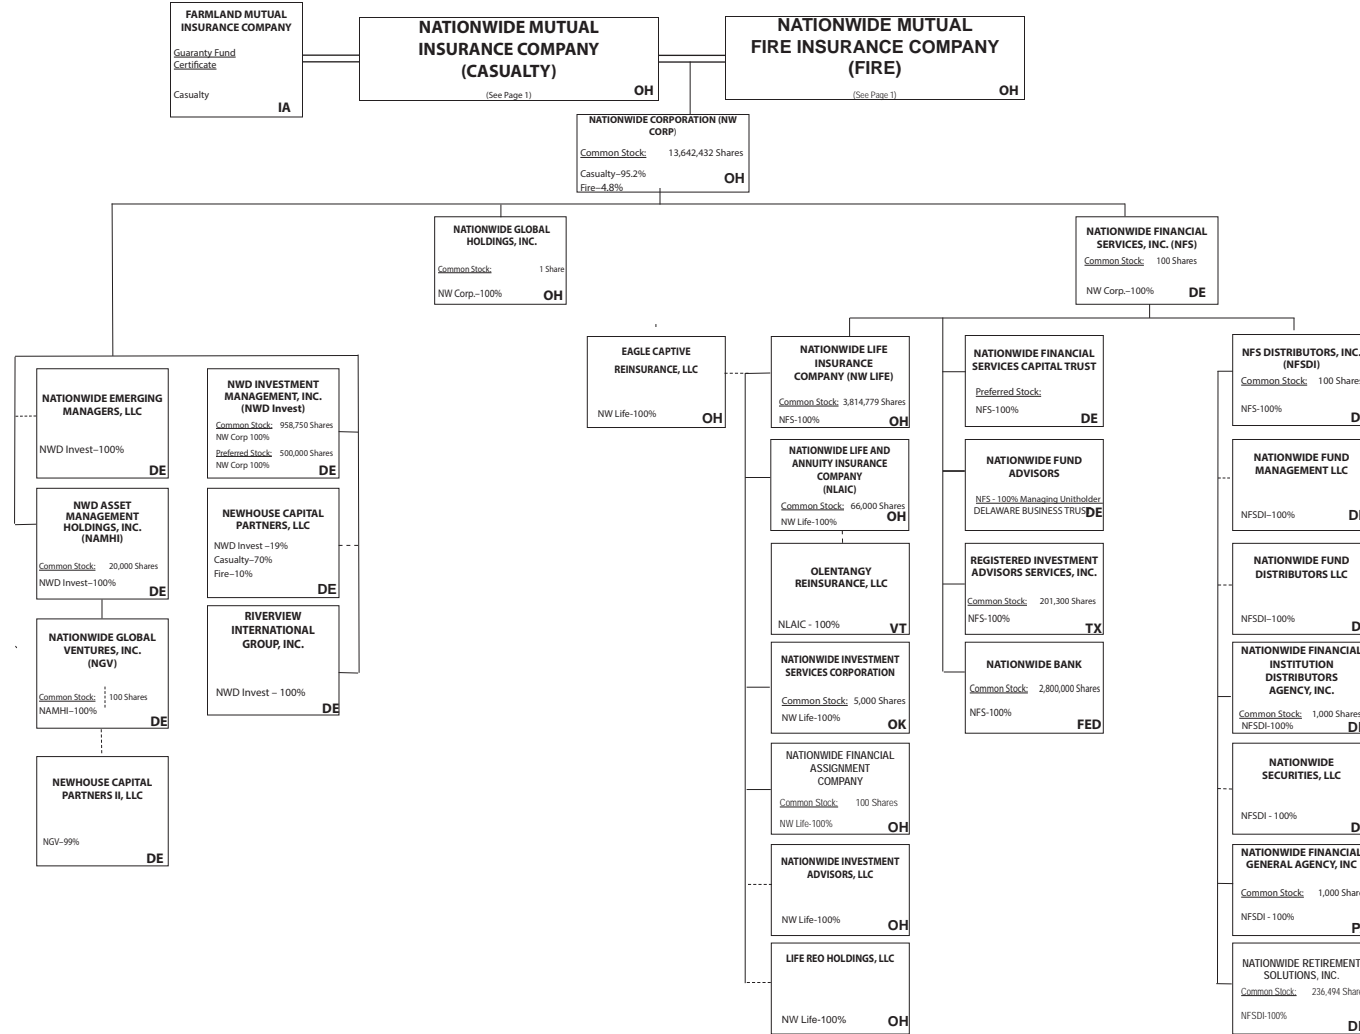 FARMLAND MUTUAL
INSURANCE COMPANY
Guaranty Fund
Certificate
Casualty
IA
NATIONWIDE MUTUAL
INSURANCE COMPANY
(CASUALTY)
(See Page 1)
OH
NATIONWIDE MUTUAL
FIRE INSURANCE COMPANY
(FIRE)
(See Page 1)
OH
NATIONWIDE CORPORATION (NW
CORP)
Common Stock: 13,642,432 Shares
Casualty–95.2%
Fire–4.8%
OH
NATIONWIDE GLOBAL
HOLDINGS, INC.
Common Stock: 1 Share
NW Corp.–100%
OH
NATIONWIDE FINANCIAL
SERVICES, INC. (NFS)
Common Stock: 100 Shares
NW Corp.–100%
DE
NATIONWIDE EMERGING
MANAGERS, LLC
NWD Invest–100%
DE
NWD ASSET
MANAGEMENT
HOLDINGS, INC.
(NAMHI)
Common Stock: 20,000 Shares
NWD Invest–100%
DE
NATIONWIDE GLOBAL
VENTURES, INC.
(NGV)
Common Stock: 100 Shares
NAMHI–100%
DE
NEWHOUSE CAPITAL
PARTNERS II, LLC
NGV–99%
DE
NWD INVESTMENT
MANAGEMENT, INC.
(NWD Invest)
Common Stock: 958,750 Shares
NW Corp 100%
Preferred Stock: 500,000 Shares
NW Corp 100%
DE
NEWHOUSE CAPITAL
PARTNERS, LLC
NWD Invest –19%
Casualty–70%
Fire–10%
DE
RIVERVIEW
INTERNATIONAL
GROUP, INC.
NWD Invest – 100%
DE
EAGLE CAPTIVE
REINSURANCE, LLC
NW Life-100%
OH
NATIONWIDE LIFE
INSURANCE
COMPANY (NW LIFE)
Common Stock: 3,814,779 Shares
NFS-100%
OH
NATIONWIDE LIFE AND
ANNUITY INSURANCE
COMPANY
(NLAIC)
Common Stock: 66,000 Shares
NW Life-100%
OH
OLENTANGY
REINSURANCE, LLC
NLAIC - 100%
VT
NATIONWIDE INVESTMENT
SERVICES CORPORATION
Common Stock: 5,000 Shares
NW Life-100%
OK
NATIONWIDE FINANCIAL
ASSIGNMENT
COMPANY
Common Stock: 100 Shares
NW Life-100%
OH
NATIONWIDE INVESTMENT
ADVISORS, LLC
NW Life-100%
OH
LIFE REO HOLDINGS, LLC
NW Life-100%
OH
NATIONWIDE FINANCIAL
SERVICES CAPITAL TRUST
Preferred Stock:
NFS-100%
DE
NATIONWIDE FUND
ADVISORS
NFS - 100% Managing Unitholder
DELAWARE BUSINESS TRUS
DE
REGISTERED INVESTMENT
ADVISORS SERVICES, INC.
Common Stock: 201,300 Shares
NFS-100%
TX
NATIONWIDE BANK
Common Stock: 2,800,000 Shares
NFS-100%
FED
NFS DISTRIBUTORS, INC.
(NFSDI)
Common Stock: 100 Shares
NFS-100%
D
NATIONWIDE FUND
MANAGEMENT LLC
NFSDI–100%
D
NATIONWIDE FUND
DISTRIBUTORS LLC
NFSDI–100%
D
NATIONWIDE FINANCIAL
INSTITUTION
DISTRIBUTORS
AGENCY, INC.
Common Stock: 1,000 Shares
NFSDI-100%
D
NATIONWIDE
SECURITIES, LLC
NFSDI - 100%
D
NATIONWIDE FINANCIAL
GENERAL AGENCY, INC
Common Stock: 1,000 Shar
NFSDI - 100%
P
NATIONWIDE RETIREMENT
SOLUTIONS, INC.
Common Stock: 236,494 Shar
NFSDI-100%
D